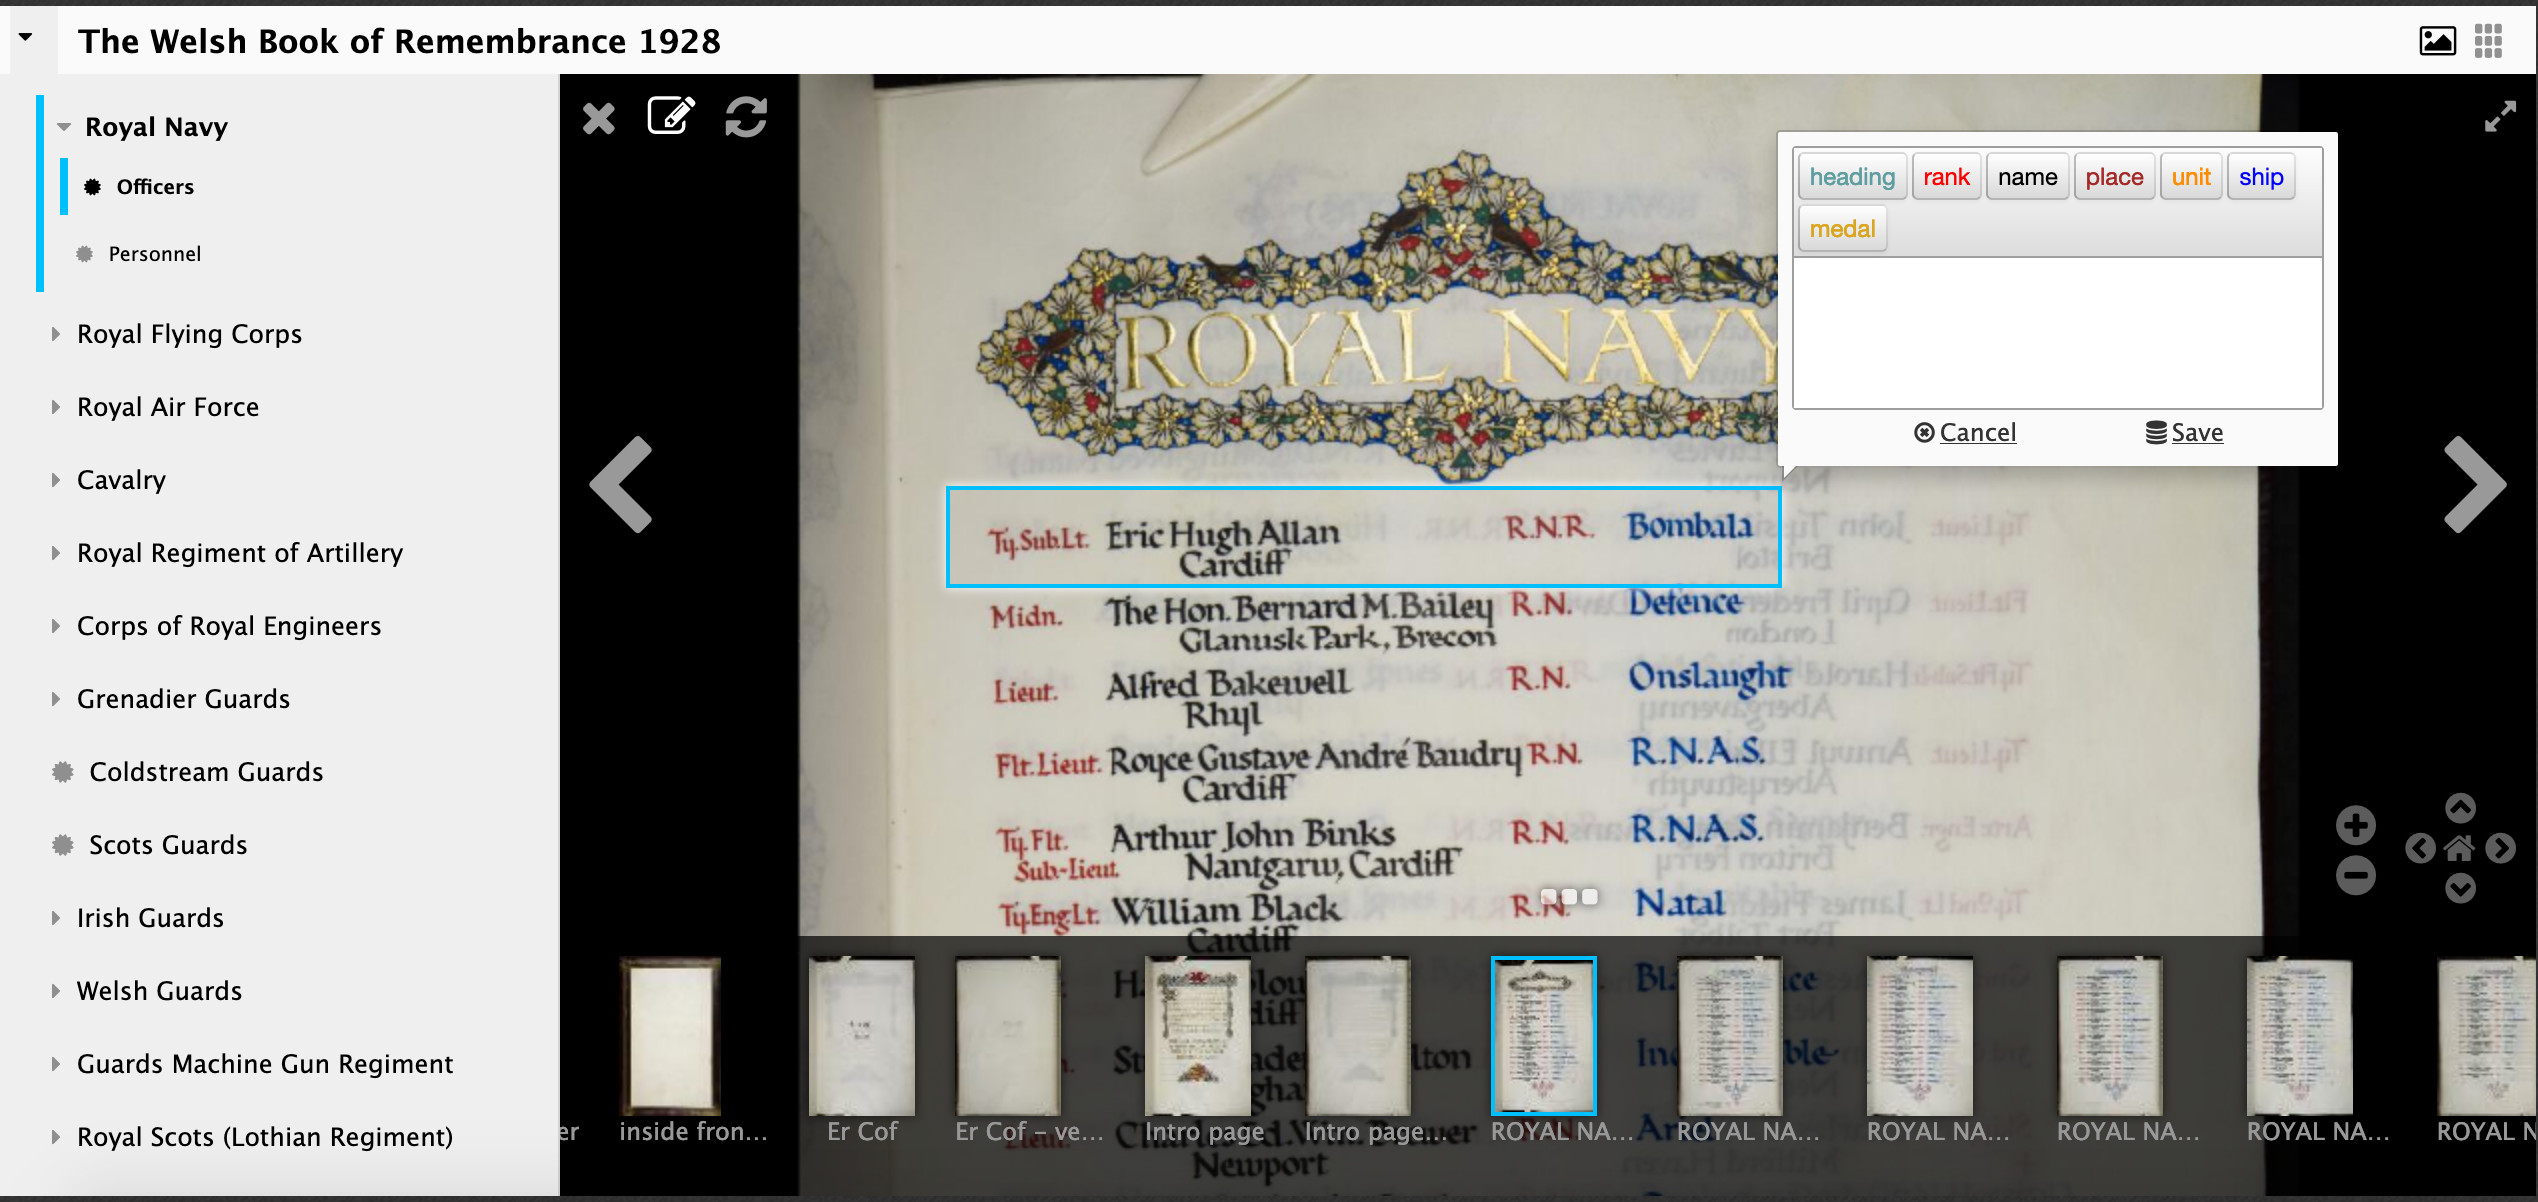 The Welsh Book of Remembrance 1928
Royal Navy
Officers
Personnel
Royal Flying Corps
Royal Air Force
Cavalry
Royal Regiment of Artillery
Corps of Royal Engineers
Grenadier Guards
Coldstream Guards
Scots Guards
Irish Guards
Welsh Guards
Guards Machine Gun Regiment
Royal Scots (Lothian Regiment)
heading rank name place unit ship
medal
Cancel Save
ROYAL NAVY
Ty.Sub.Lt. Eric Hugh Allan R.N.R. Bombala
Cardiff
Midn. The Hon. Bernard M. Bailey R.N. Defence
Glanusk Park, Brecon
Lieut. Alfred Bakewell R.N. Onslaught
Rhyl
Flt. Lieut. Royce Gustave André Baudry R.N. R.N.A.S.
Cardiff
Ty. Flt. Arthur John Binks R.N. R.N.A.S.
Sub-Lieut. Nantgarw, Cardiff
Ty.Eng.Lt. William Black R.N. Natal
Cardiff
Newport
er inside fron... Er Cof Er Cof – ve... Intro page Intro page... ROYAL NA... ROYAL NA... ROYAL NA... ROYAL NA... ROYAL NA... ROYAL N